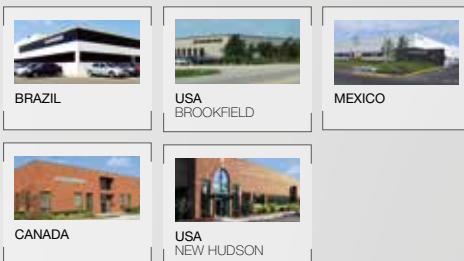 BRAZIL
USA
BROOKFIELD
MEXICO
CANADA
USA
NEW HUDSON